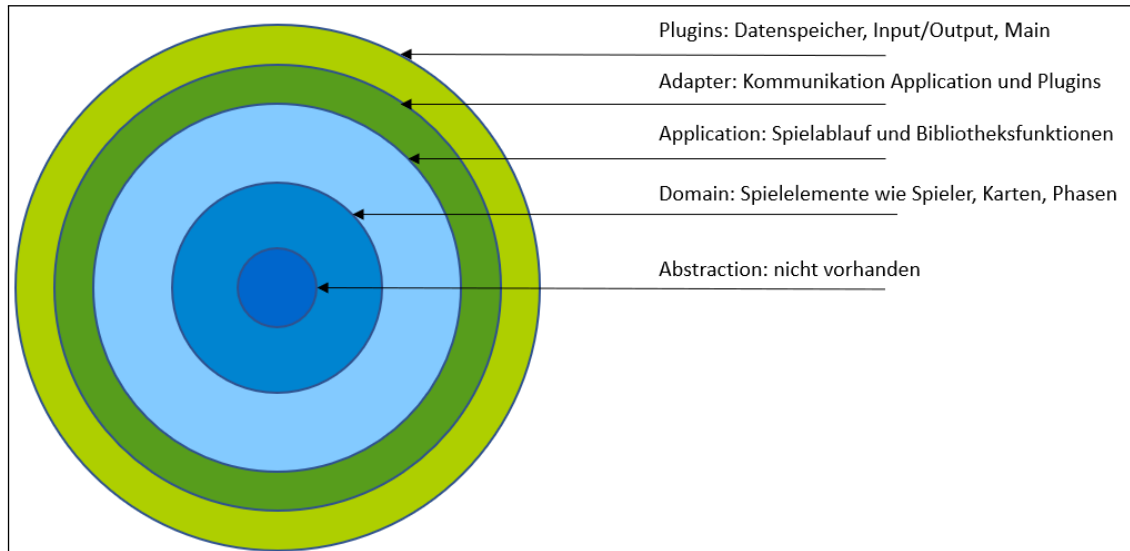 Plugins: Datenspeicher, Input/Output, Main
Adapter: Kommunikation Application und Plugins
Application: Spielablauf und Bibliotheksfunktionen
Domain: Spielelemente wie Spieler, Karten, Phasen
Abstraction: nicht vorhanden